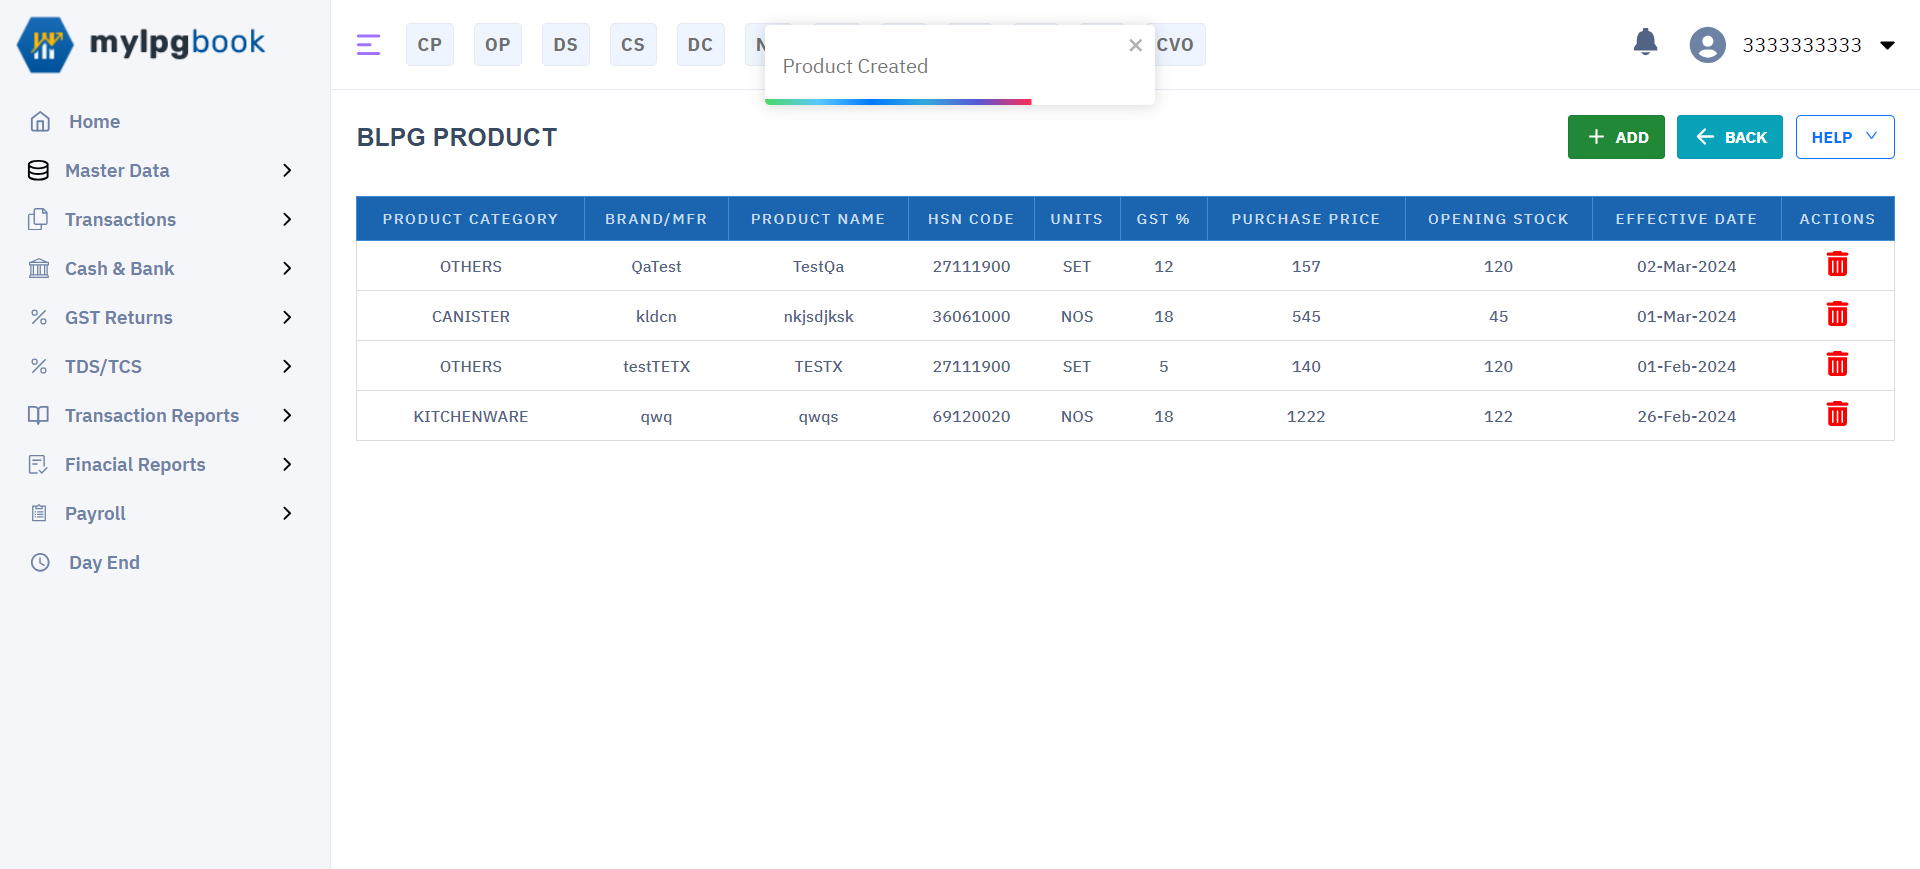 mylpgbook
CP OP DS CS DC CVO
3333333333
Product Created
Home
Master Data
Transactions
Cash & Bank
GST Returns
TDS/TCS
Transaction Reports
Finacial Reports
Payroll
Day End
BLPG PRODUCT
ADD BACK HELP
PRODUCT CATEGORY BRAND/MFR PRODUCT NAME HSN CODE UNITS GST % PURCHASE PRICE OPENING STOCK EFFECTIVE DATE ACTIONS
OTHERS QaTest TestQa 27111900 SET 12 157 120 02-Mar-2024
CANISTER kldcn nkjsdjksk 36061000 NOS 18 545 45 01-Mar-2024
OTHERS testTETX TESTX 27111900 SET 5 140 120 01-Feb-2024
KITCHENWARE qwq qwqs 69120020 NOS 18 1222 122 26-Feb-2024